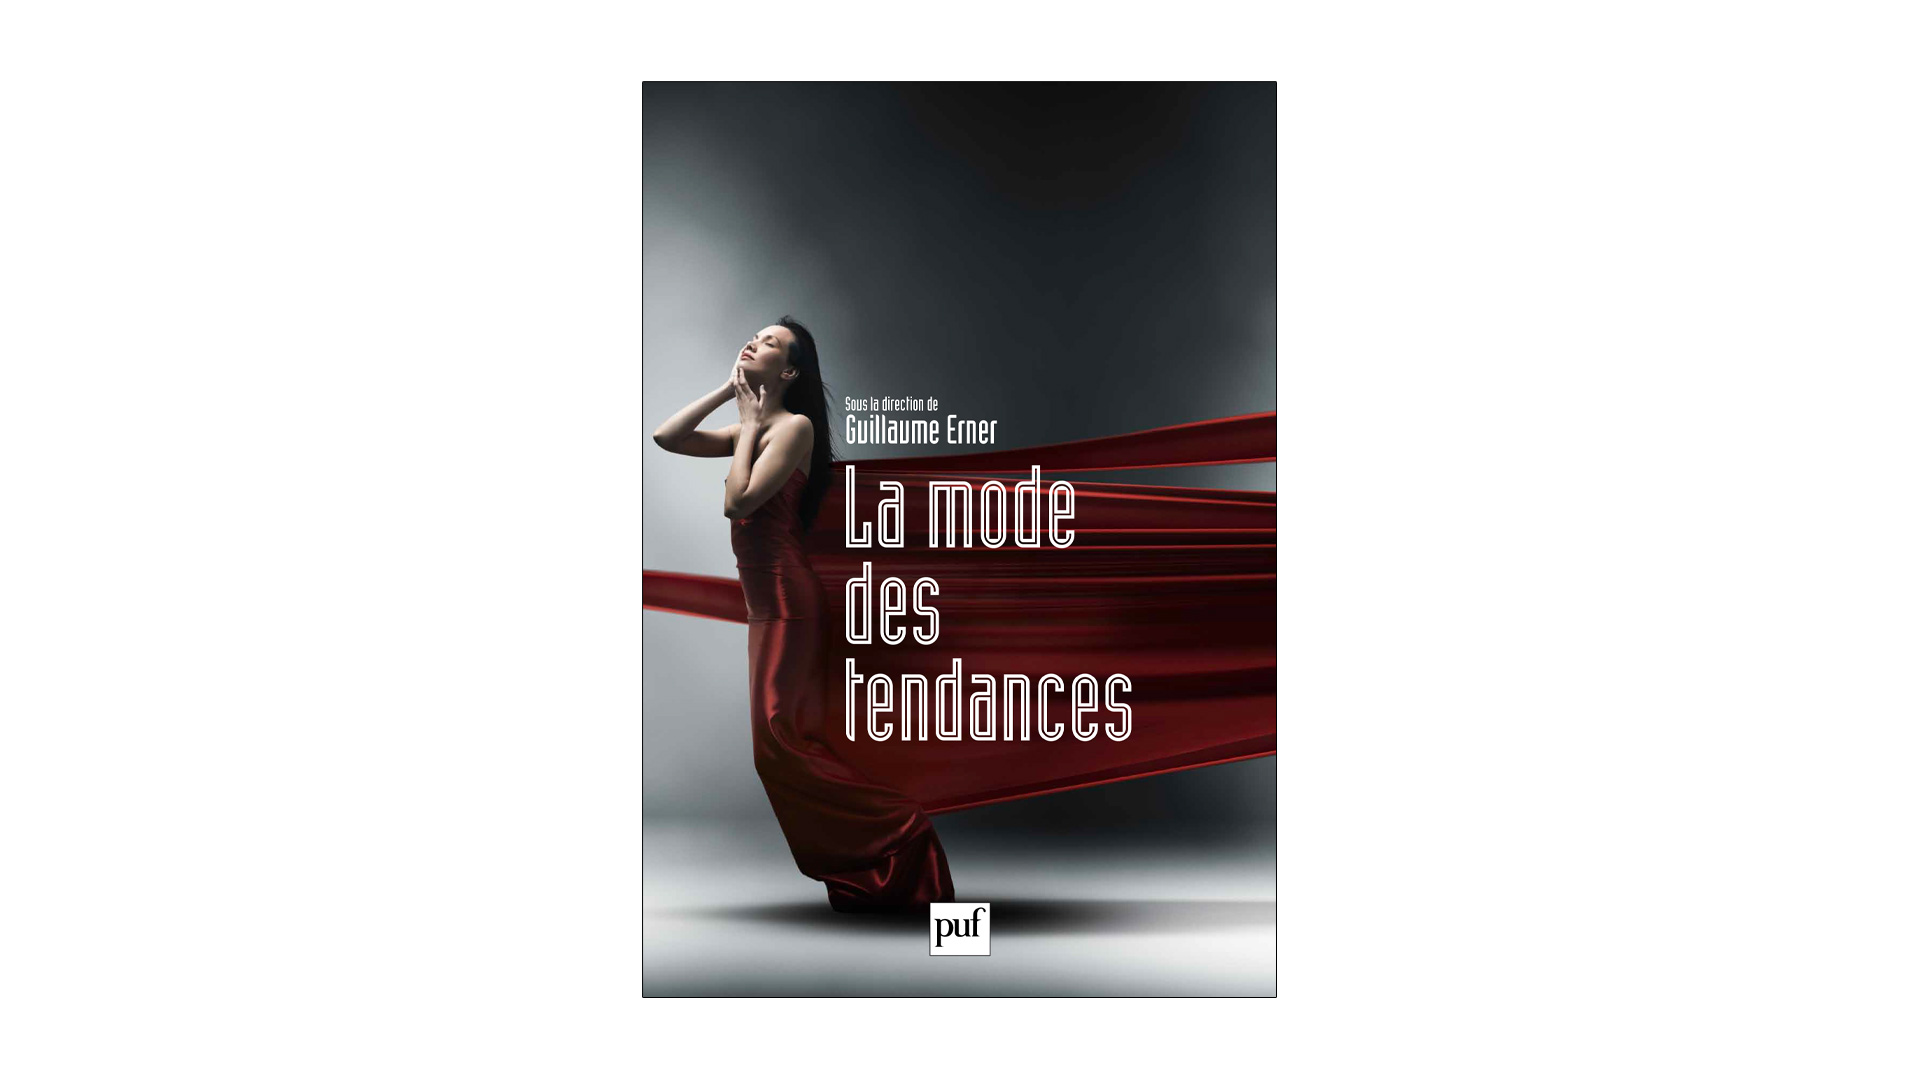 Sous la direction de
Guillaume Erner
La mode
des
tendances
puf